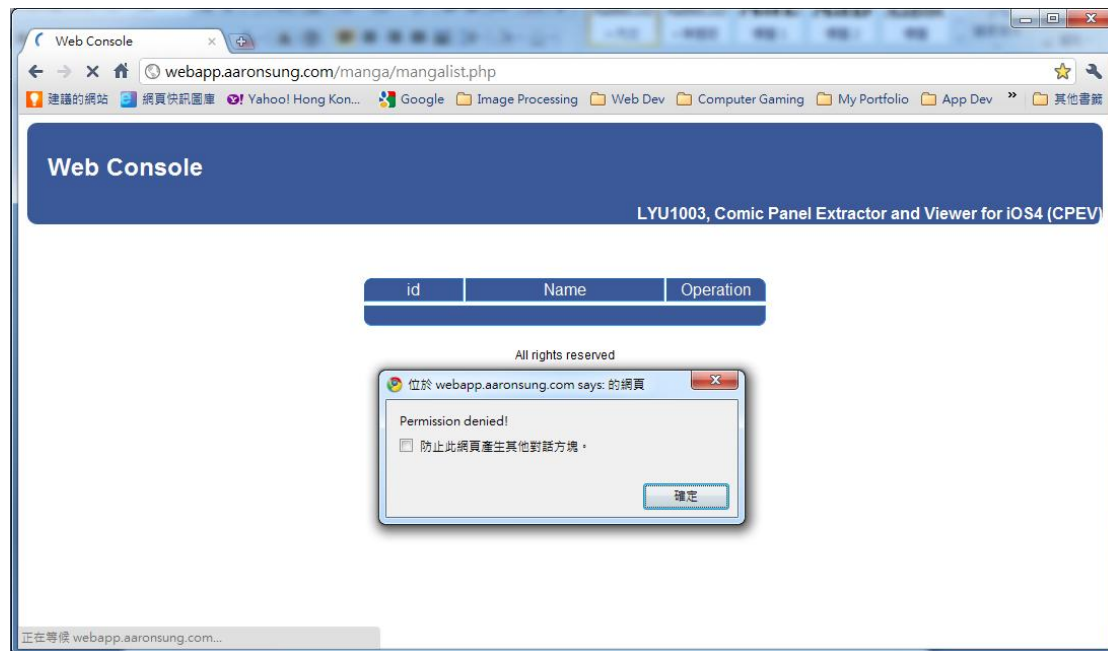 Web Console
webapp.aaronsung.com/manga/mangalist.php
建議的網站 網頁快訊圖庫 Yahoo! Hong Kon... Google Image Processing Web Dev Computer Gaming My Portfolio App Dev » 其他書籤
Web Console
LYU1003, Comic Panel Extractor and Viewer for iOS4 (CPEV)
id Name Operation
All rights reserved
位於 webapp.aaronsung.com says: 的網頁
Permission denied!
防止此網頁產生其他對話方塊。
確定
正在等候 webapp.aaronsung.com...